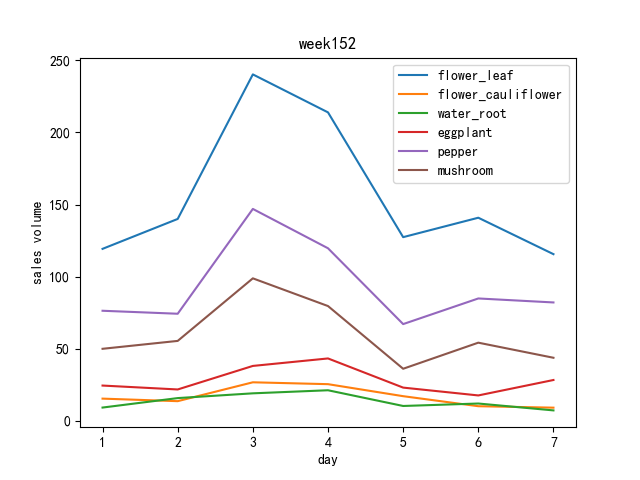 week152
250
200
150
100
50
0
sales volume
flower_leaf
flower_cauliflower
water_root
eggplant
pepper
mushroom
1 2 3 4 5 6 7
day